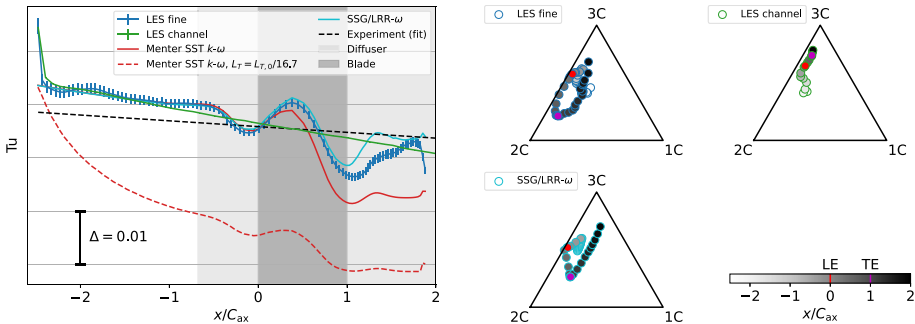 LES fine
LES channel
Menter SST k-ω
Menter SST k-ω, L_T = L_{T,0}/16.7
SSG/LRR-ω
Experiment (fit)
Diffuser
Blade
Tu
Δ = 0.01
−2 −1 0 1 2
x/C_ax
LES fine
3C
2C 1C
LES channel
3C
2C 1C
SSG/LRR-ω
3C
2C 1C
LE TE
−2 −1 0 1 2
x/C_ax